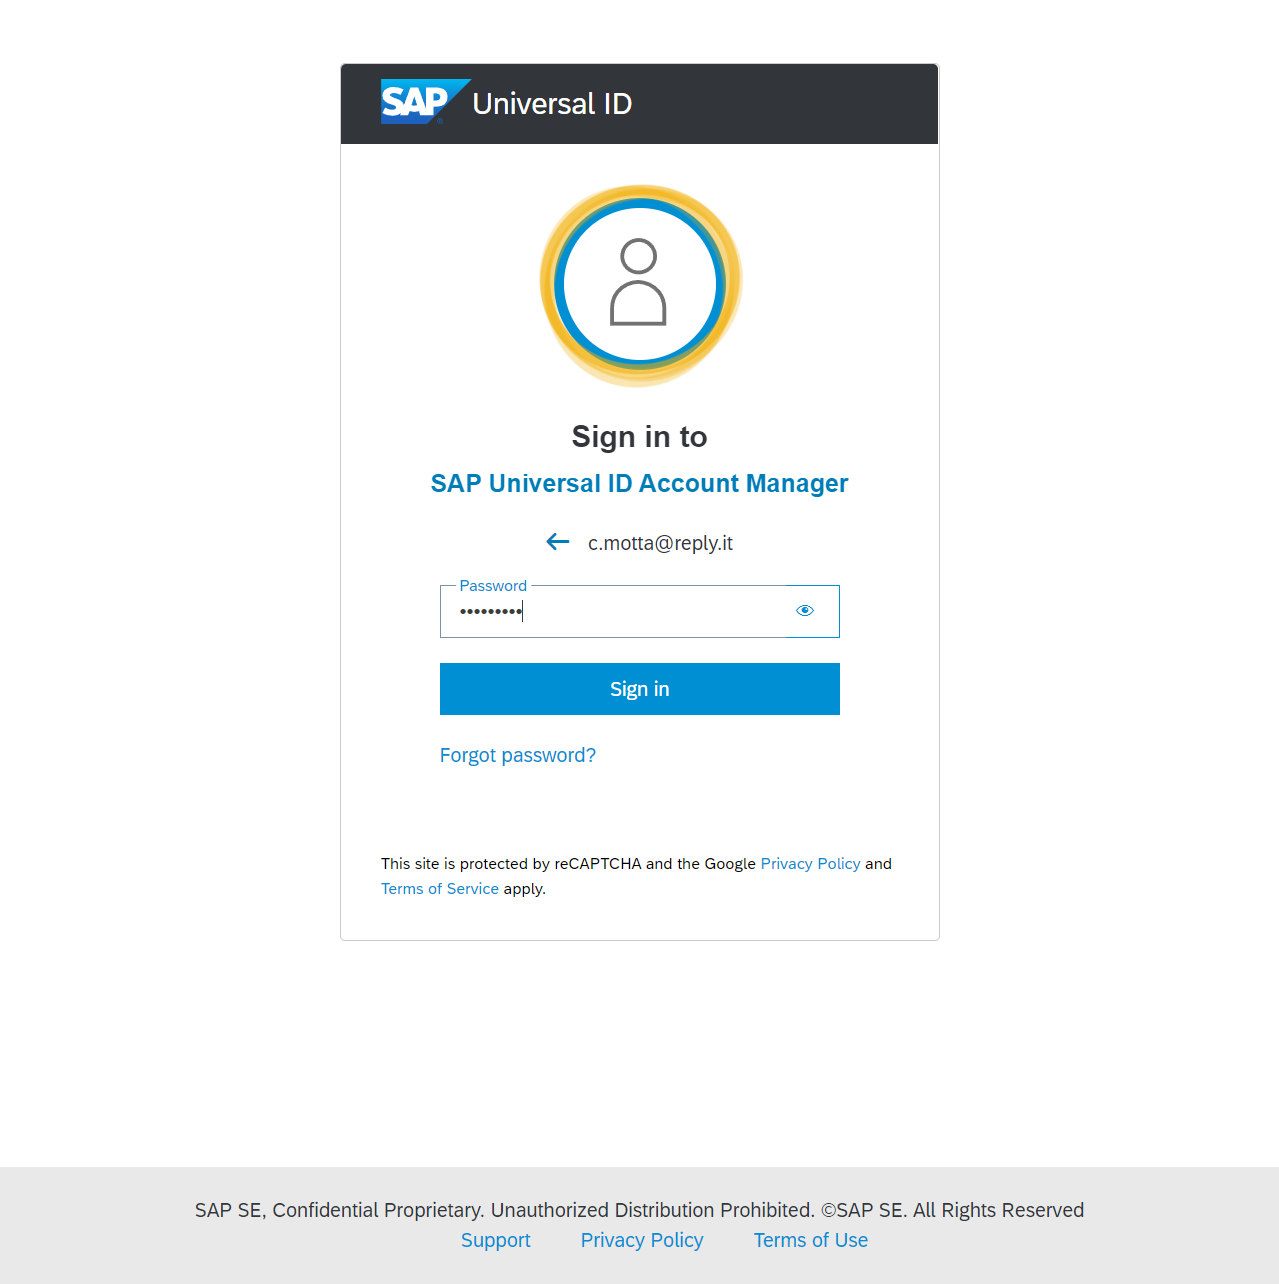 SAP Universal ID
Sign in to
SAP Universal ID Account Manager
c.motta@reply.it
Password
•••••••••
Sign in
Forgot password?
This site is protected by reCAPTCHA and the Google Privacy Policy and
Terms of Service apply.
SAP SE, Confidential Proprietary. Unauthorized Distribution Prohibited. ©SAP SE. All Rights Reserved
Support Privacy Policy Terms of Use